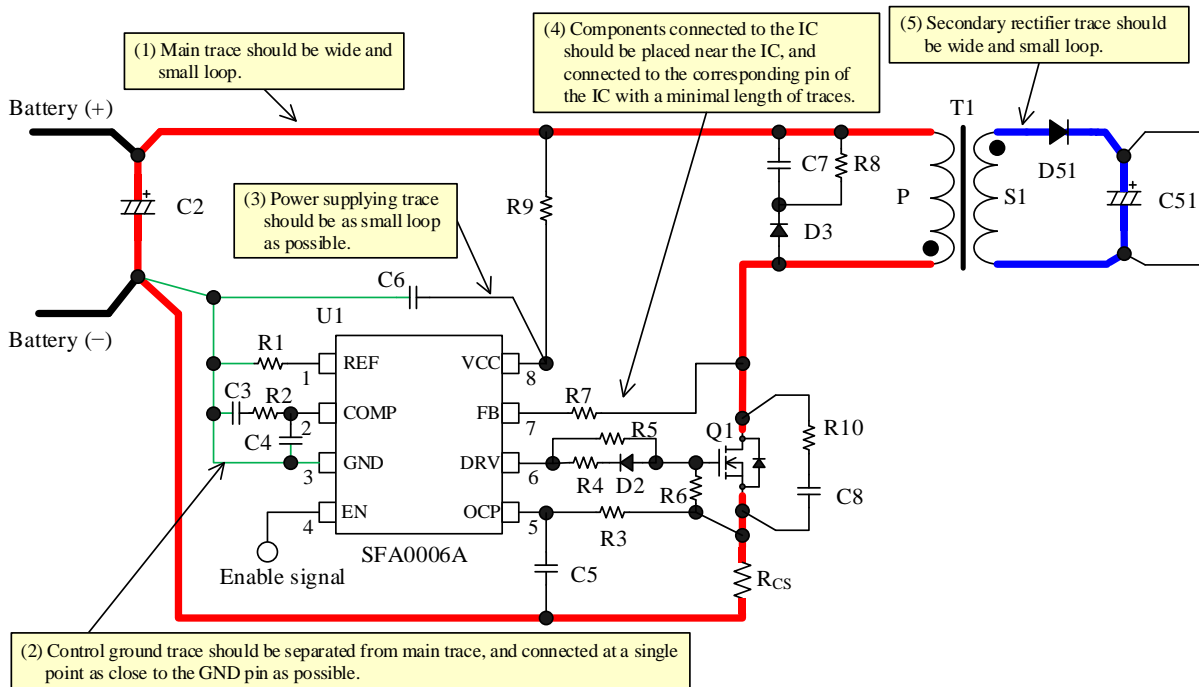 (1) Main trace should be wide and
small loop.
(4) Components connected to the IC
should be placed near the IC, and
connected to the corresponding pin of
the IC with a minimal length of traces.
(5) Secondary rectifier trace should
be wide and small loop.
Battery (+)
T1
C2
(3) Power supplying trace
should be as small loop
as possible.
R9
C7
R8
D3
P
S1
D51
C51
C6
U1
Battery (−)
R1
1
REF
VCC
8
C3
R2
COMP
2
C4
FB
7
R7
GND
3
DRV
6
R5
R4
D2
R6
Q1
R10
C8
EN
4
OCP
5
R3
SFA0006A
C5
RCS
Enable signal
(2) Control ground trace should be separated from main trace, and connected at a single
point as close to the GND pin as possible.